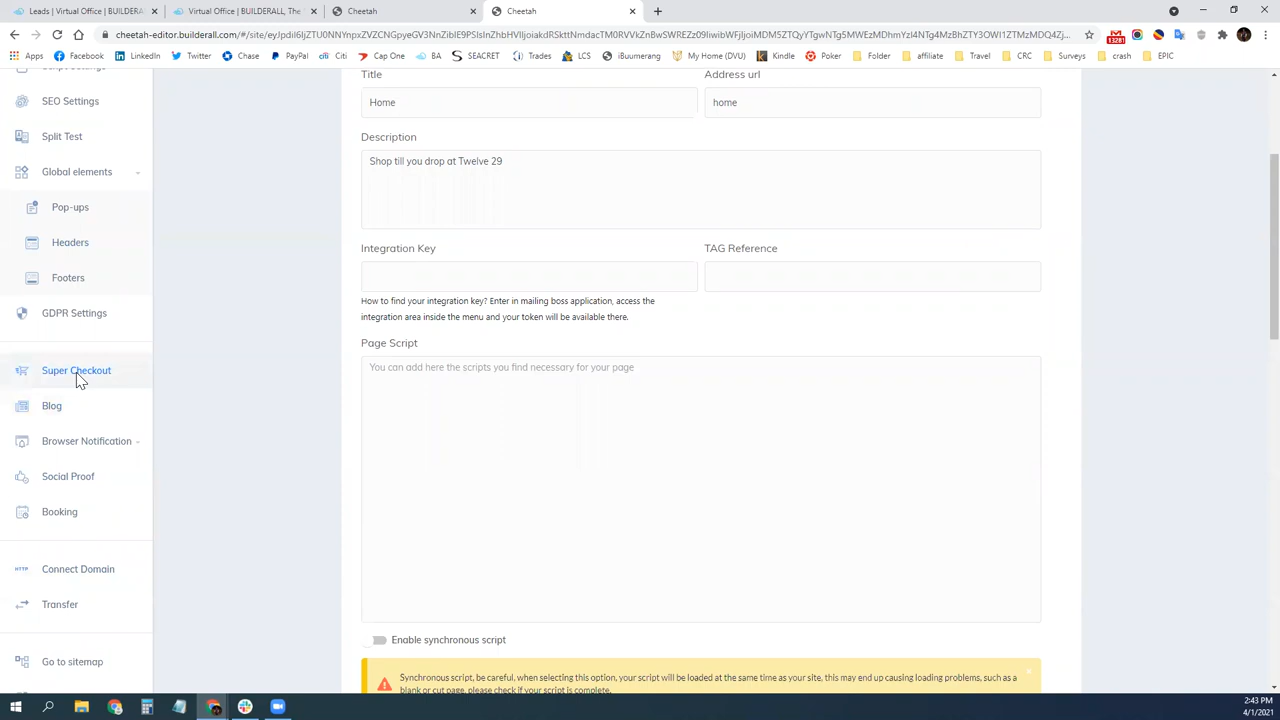 Leads | Virtual Office | BUILDERAL
Virtual Office | BUILDERALL, The
Cheetah
Cheetah
Apps
Facebook
LinkedIn
Twitter
Chase
PayPal
Citi
Cap One
BA
SEACRET
Trades
LCS
iBuumerang
My Home (DVU)
Kindle
Poker
Folder
affiliate
Travel
CRC
Surveys
crash
EPIC
13281
SEO Settings
Split Test
Global elements
Pop-ups
Headers
Footers
GDPR Settings
Super Checkout
Blog
Browser Notification
Social Proof
Booking
HTTP
Connect Domain
Transfer
Go to sitemap
Title
Address url
Home
home
Description
Shop till you drop at Twelve 29
Integration Key
TAG Reference
How to find your integration key? Enter in mailing boss application, access the
integration area inside the menu and your token will be available there.
Page Script
You can add here the scripts you find necessary for your page
Enable synchronous script
Synchronous script, be careful, when selecting this option, your script will be loaded at the same time as your site, this may end up causing loading problems, such as a
blank or cut page, please check if your script is complete.
2:43 PM
4/1/2021